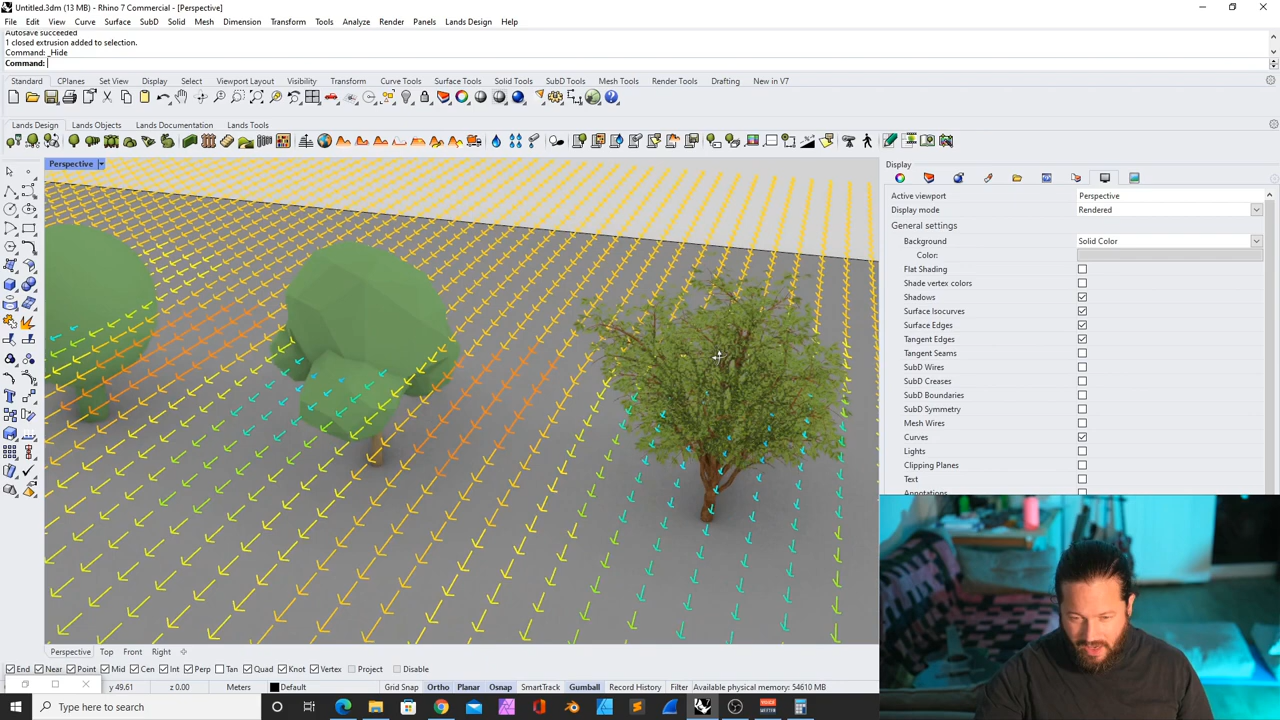 Untitled.3dm (13 MB) - Rhino 7 Commercial - [Perspective]
File Edit View Curve Surface SubD Solid Mesh Dimension Transform Tools Analyze Render Panels Lands Design Help
Autosave succeeded
1 closed extrusion added to selection.
Command: _Hide
Command:
Standard CPlanes Set View Display Select Viewport Layout Visibility Transform Curve Tools Surface Tools Solid Tools SubD Tools Mesh Tools Render Tools Drafting New in V7
Lands Design Lands Objects Lands Documentation Lands Tools
Perspective
Display
Active viewport Perspective
Display mode Rendered
General settings
Background Solid Color
Color:
Flat Shading
Shade vertex colors
Shadows
Surface Isocurves
Surface Edges
Tangent Edges
Tangent Seams
SubD Wires
SubD Creases
SubD Boundaries
SubD Symmetry
Mesh Wires
Curves
Lights
Clipping Planes
Text
Annotations
Perspective Top Front Right
End Near Point Mid Cen Int Perp Tan Quad Knot Vertex Project Disable
y 49.61 z 0.00 Meters Default Grid Snap Ortho Planar Osnap SmartTrack Gumball Record History Filter Available physical memory: 54610 MB
Type here to search